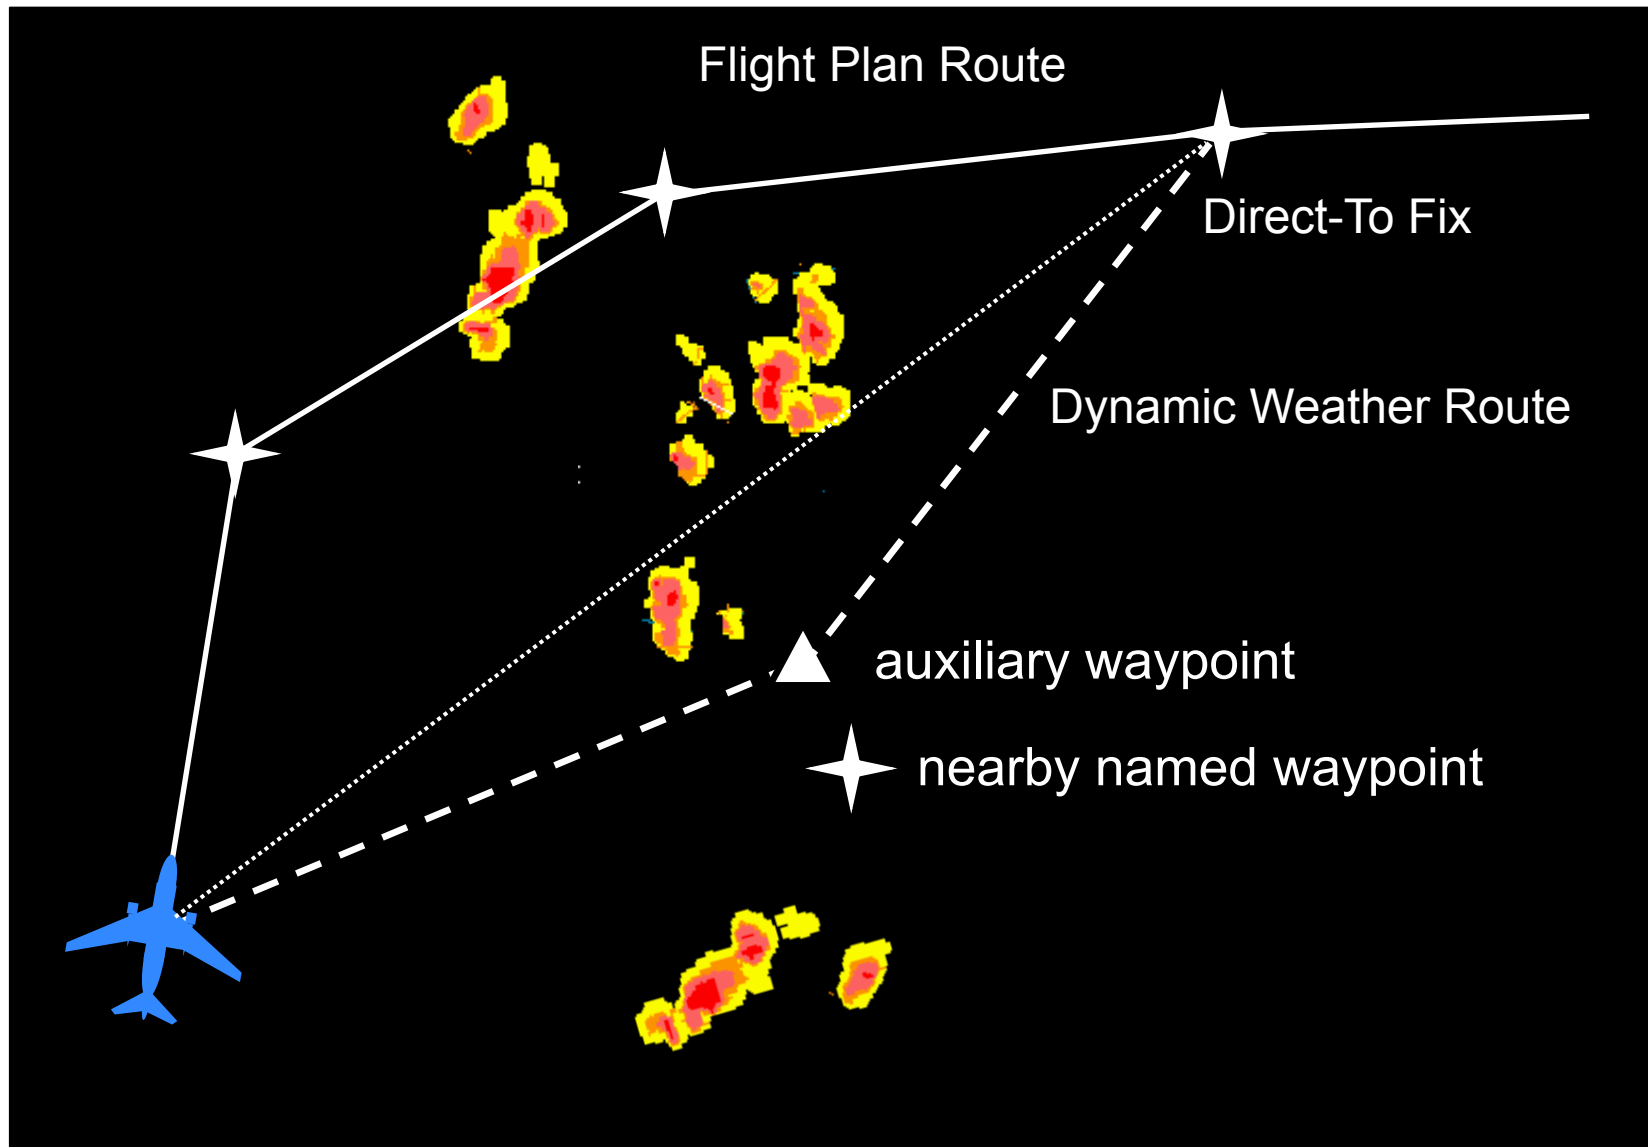 Flight Plan Route
Direct-To Fix
Dynamic Weather Route
auxiliary waypoint
nearby named waypoint